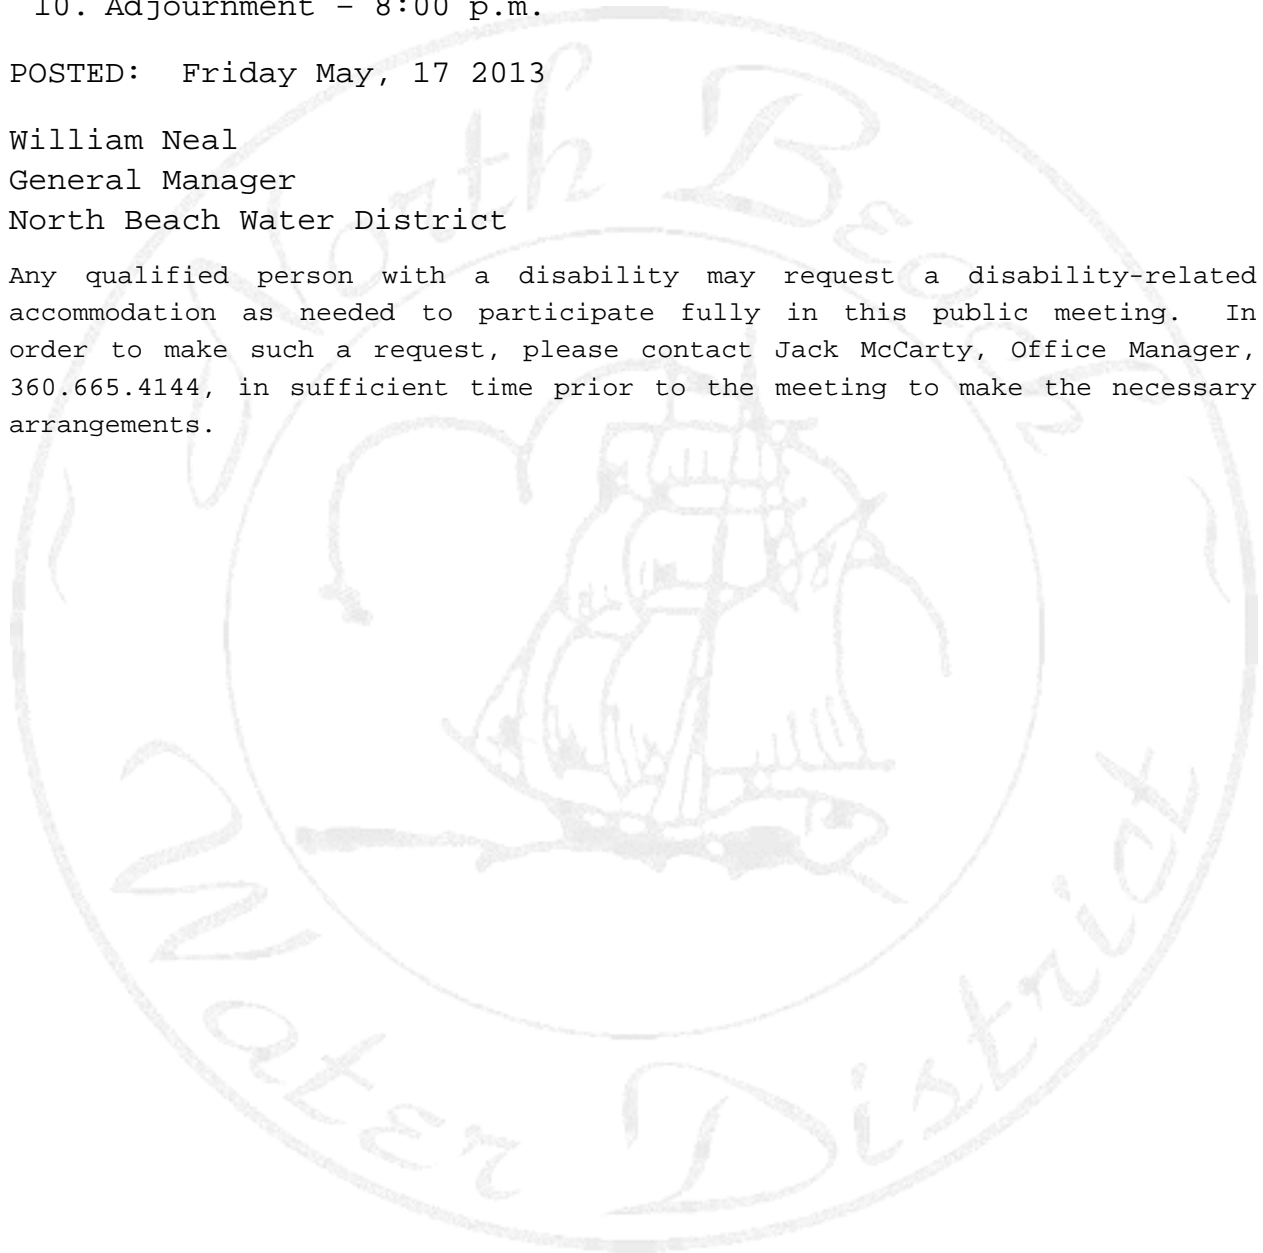 10. Adjournment – 8:00 p.m.
POSTED: Friday May, 17 2013
William Neal
General Manager
North Beach Water District
Any qualified person with a disability may request a disability-related
accommodation as needed to participate fully in this public meeting. In
order to make such a request, please contact Jack McCarty, Office Manager,
360.665.4144, in sufficient time prior to the meeting to make the necessary
arrangements.
North Beach
Water District